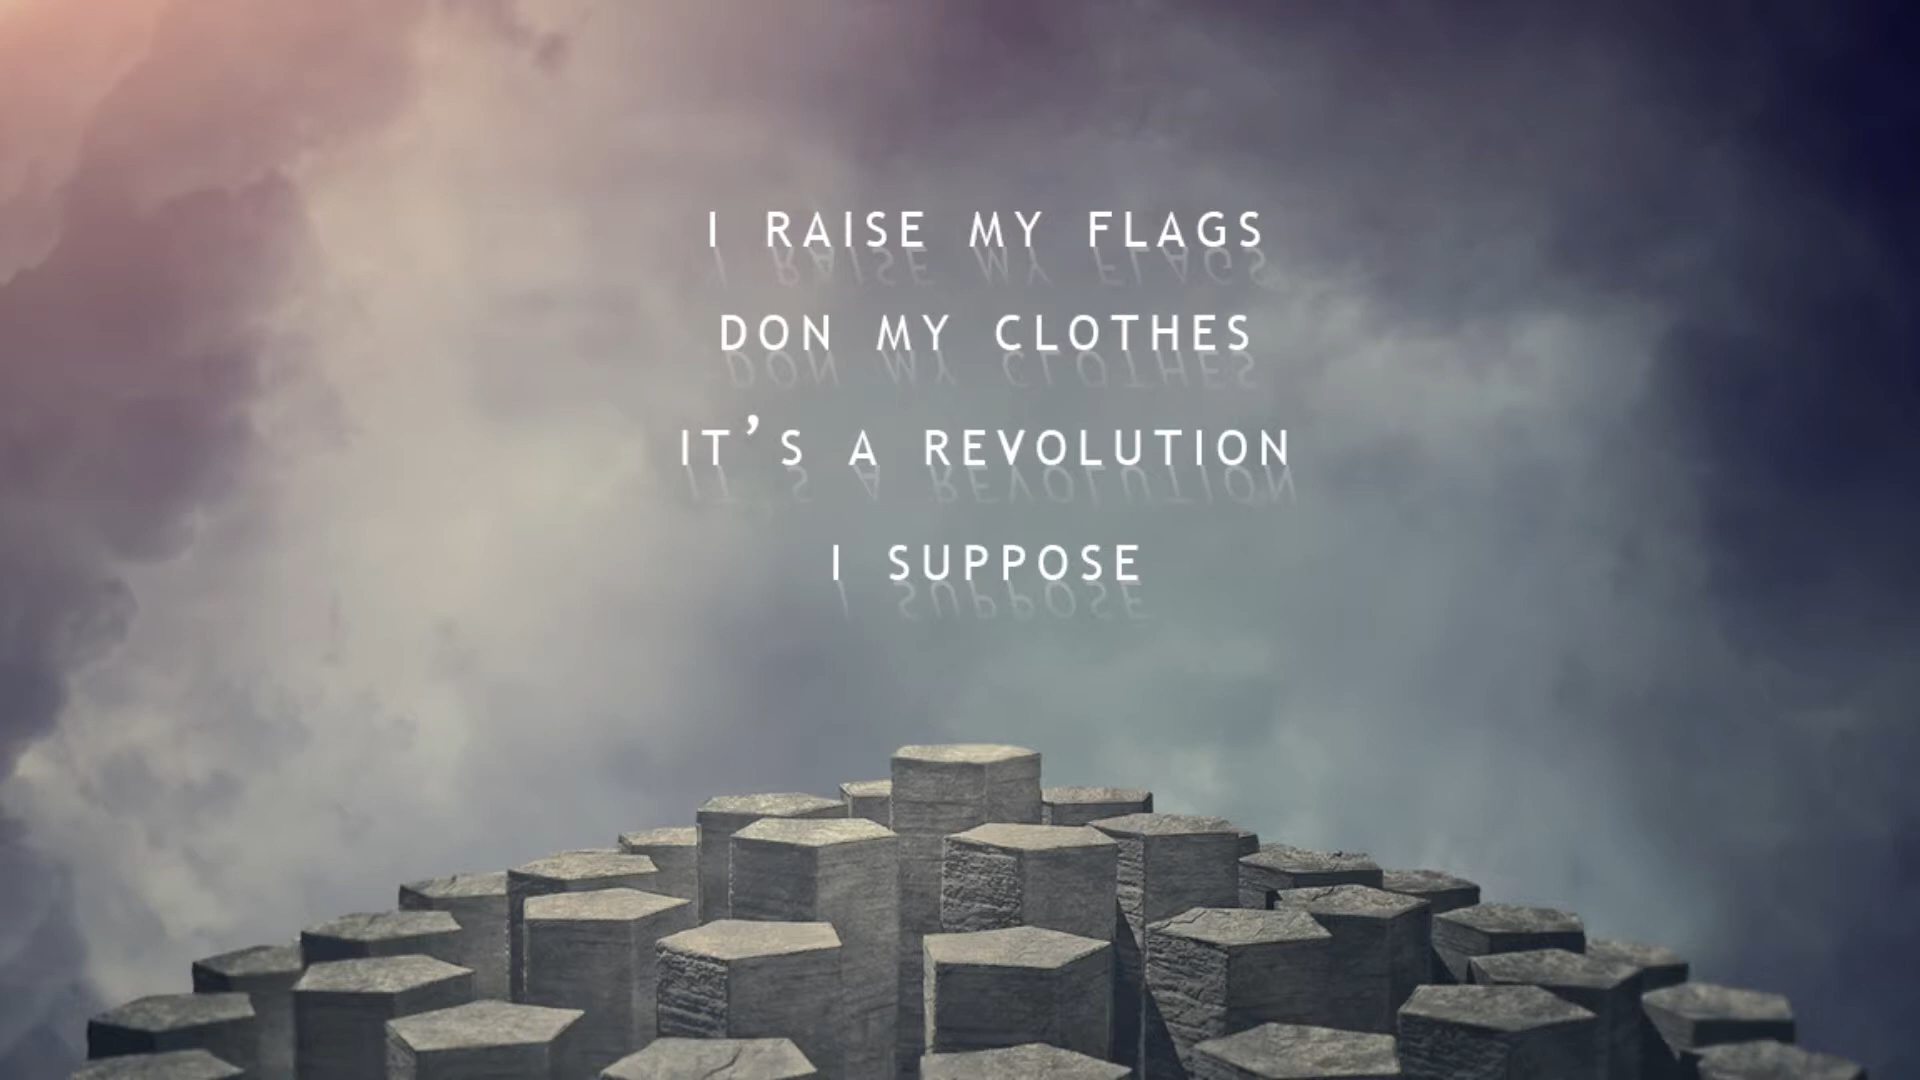 I RAISE MY FLAGS
DON MY CLOTHES
IT’S A REVOLUTION
I SUPPOSE